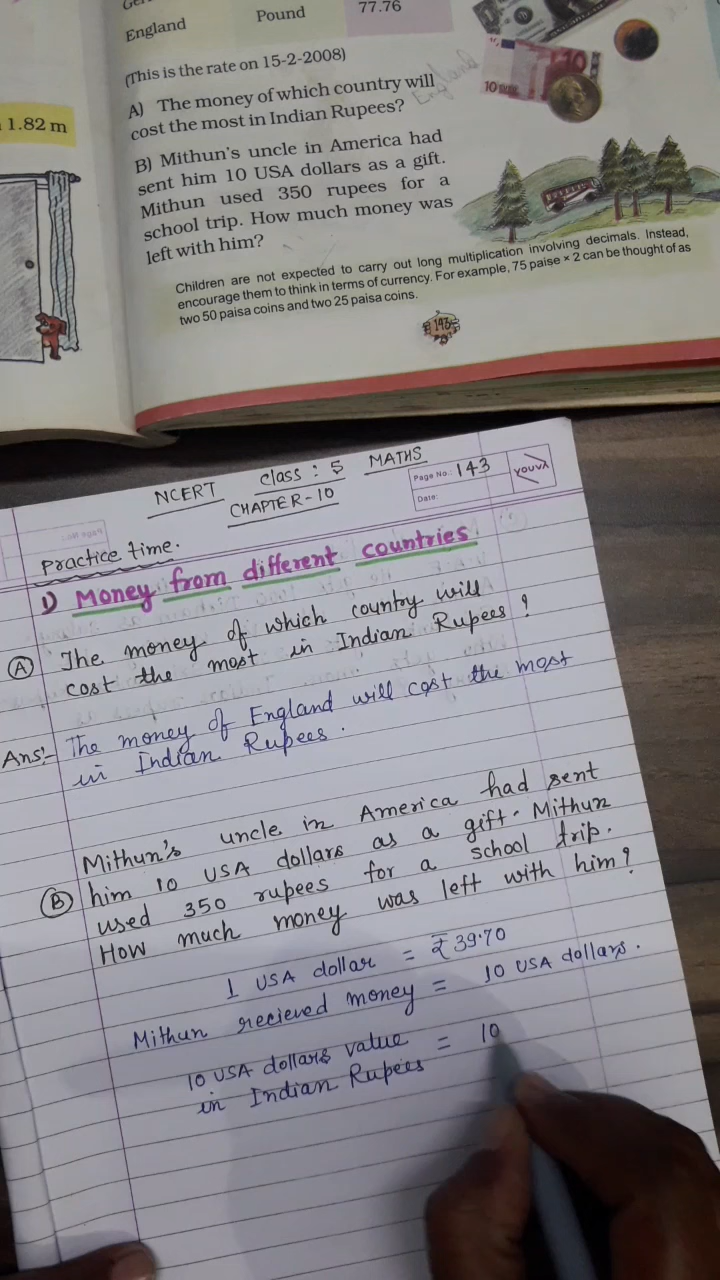 England Pound 77.76
(This is the rate on 15-2-2008)
A) The money of which country will
cost the most in Indian Rupees?
England
B) Mithun's uncle in America had
sent him 10 USA dollars as a gift.
Mithun used 350 rupees for a
school trip. How much money was
left with him?
1.82 m
10
10 EURO
Children are not expected to carry out long multiplication involving decimals. Instead,
encourage them to think in terms of currency. For example, 75 paise × 2 can be thought of as
two 50 paisa coins and two 25 paisa coins.
143
NCERT class : 5 MATHS
CHAPTER-10
Page No.: 143
Date:
YOUVA
Practice time.
1) Money from different countries
(A) The money of which country will
cost the most in Indian Rupees?
Ans:- The money of England will cost the most
in Indian Rupees.
Mithun's uncle in America had sent
(B) him 10 USA dollars as a gift. Mithun
used 350 rupees for a school trip.
How much money was left with him?
1 USA dollar = ₹39.70
Mithun recieved money = 10 USA dollars.
10 USA dollars value = 10
in Indian Rupees